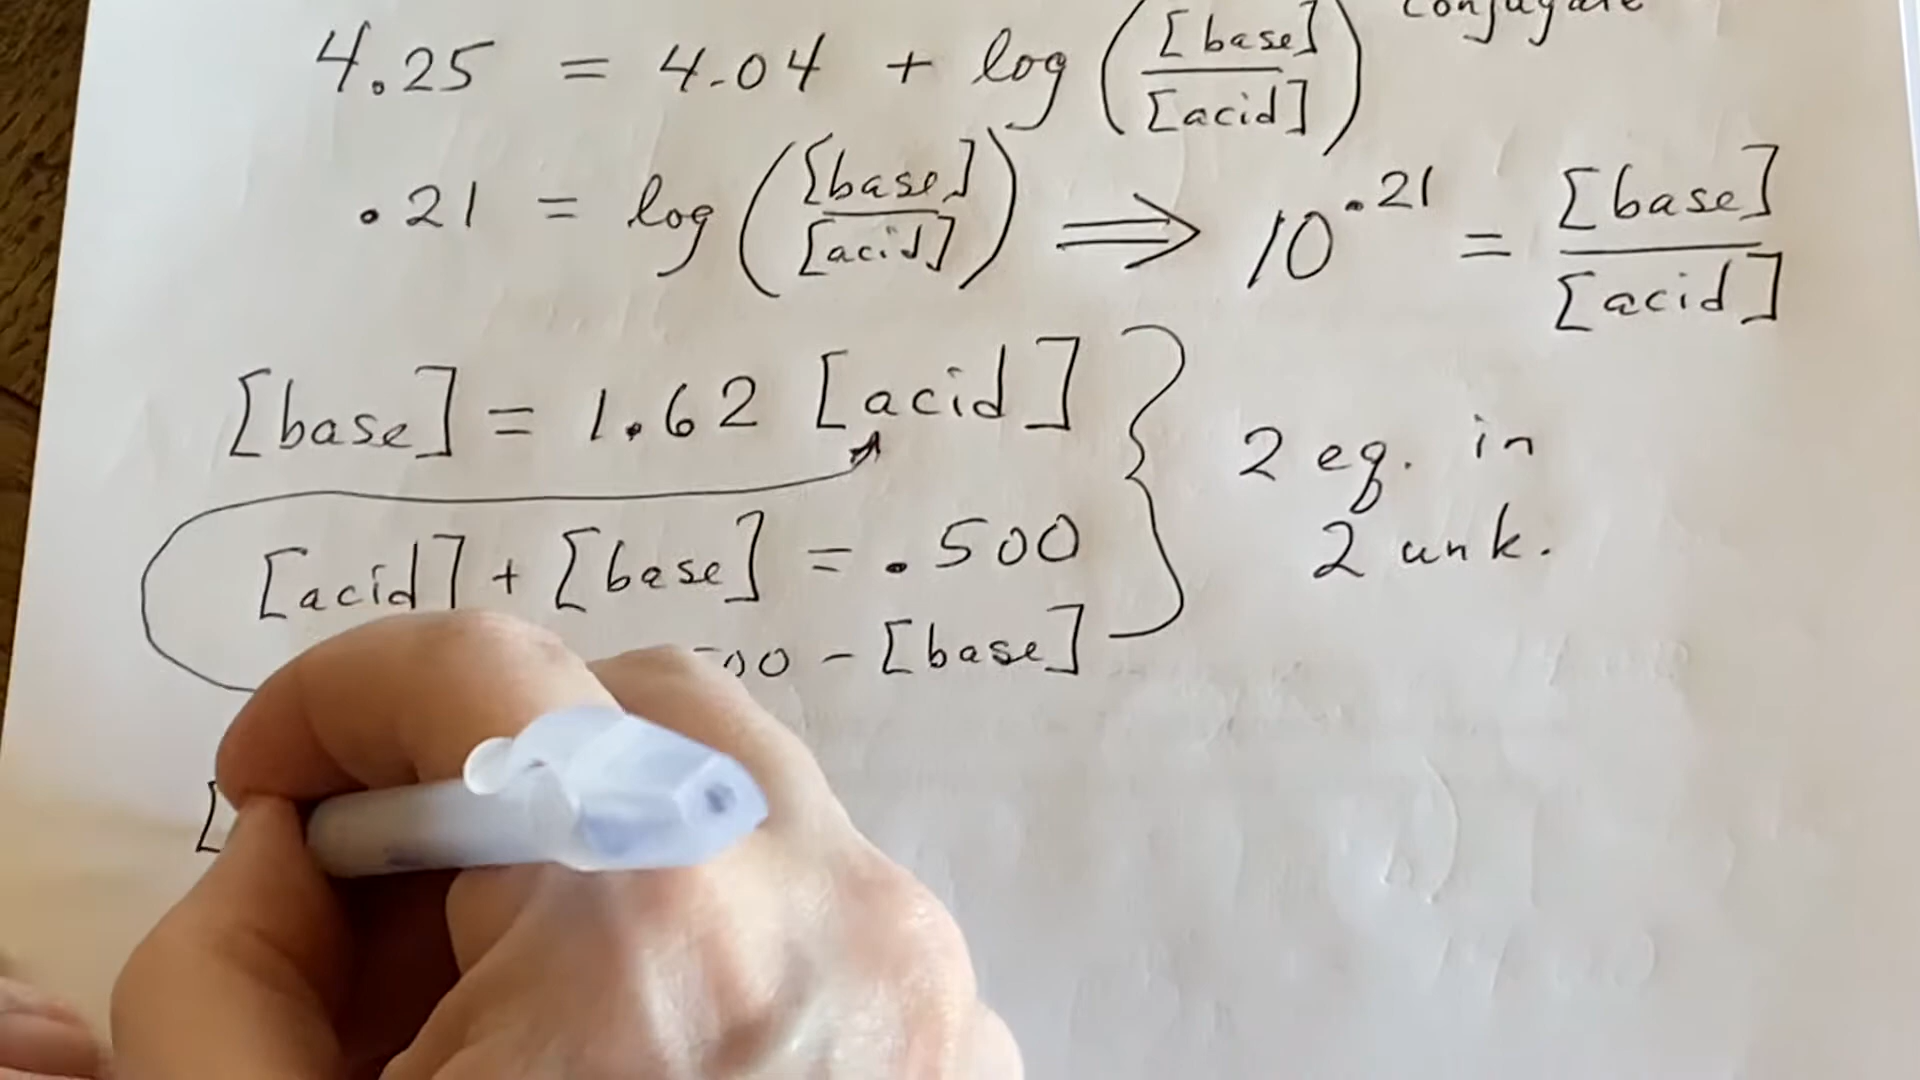 4.25 = 4.04 + log ([base]/[acid]) conjugate
.21 = log ([base]/[acid]) ⟹ 10^.21 = [base]/[acid]
[base] = 1.62 [acid]
2 eq. in
2 unk.
[acid] + [base] = .500
00 - [base]
[